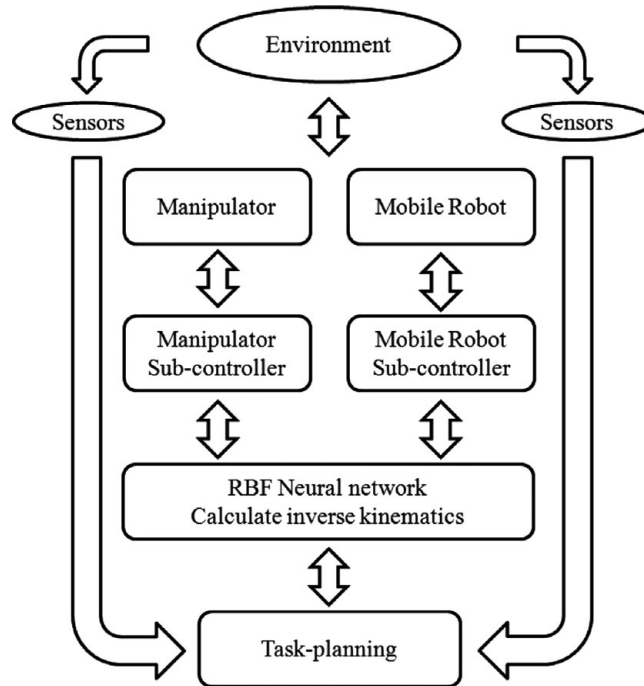 Environment
Sensors
Sensors
Manipulator
Mobile Robot
Manipulator
Sub-controller
Mobile Robot
Sub-controller
RBF Neural network
Calculate inverse kinematics
Task-planning